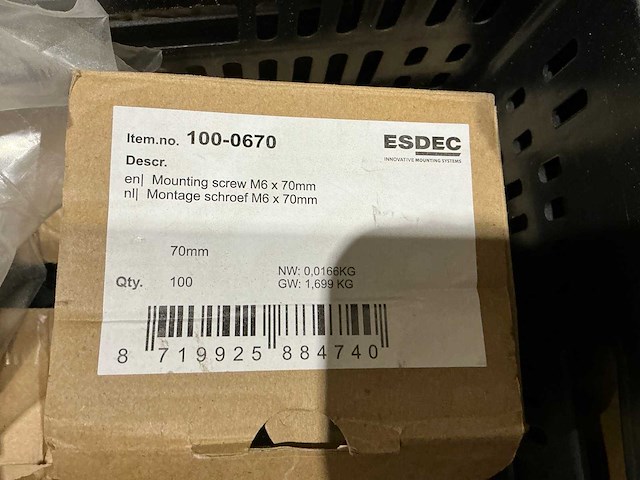 Item.no. 100-0670
ESDEC
INNOVATIVE MOUNTING SYSTEMS
Descr.
en| Mounting screw M6 x 70mm
nl| Montage schroef M6 x 70mm
70mm
Qty. 100
NW: 0,0166KG
GW: 1,699 KG
8 719925 884740